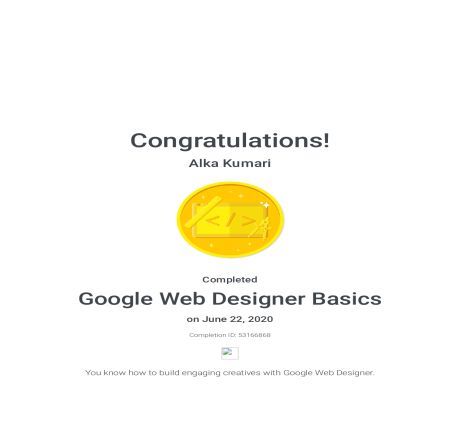 Congratulations!
Alka Kumari
</>
Completed
Google Web Designer Basics
on June 22, 2020
Completion ID: 53166868
You know how to build engaging creatives with Google Web Designer.